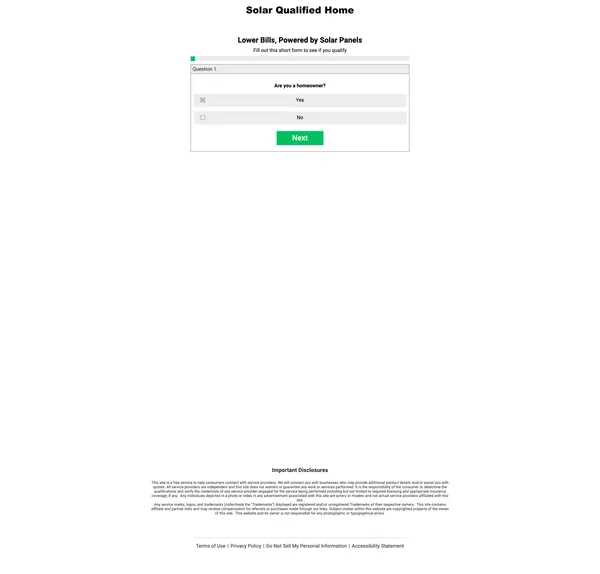 Solar Qualified Home
Lower Bills, Powered by Solar Panels
Fill out this short form to see if you qualify
Question 1
Are you a homeowner?
Yes
No
Next
Important Disclosures
This site is a free service to help consumers connect with service providers. We will connect you with businesses who may provide additional product details and/or assist you with
quotes. All service providers are independent and this site does not warrant or guarantee any work or services performed. It is the responsibility of the consumer to determine the
qualifications and verify the credentials of any service provider engaged for the service being performed including but not limited to required licensing and appropriate insurance
coverage, if any. Any individuals depicted in a photo or video in any advertisement associated with this site are actors or models and not actual service providers affiliated with this
site.
Any service marks, logos, and trademarks (collectively the "Trademarks") displayed are registered and/or unregistered Trademarks of their respective owners. This site contains
affiliate and partner links and may receive compensation for referrals or purchases made through our links. Subject matter within this website are copyrighted property of the owner
of this site. This website and its owner is not responsible for any photographic or typographical errors
Terms of Use | Privacy Policy | Do Not Sell My Personal Information | Accessibility Statement